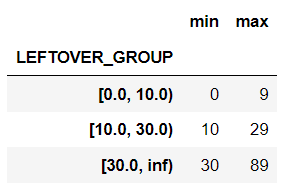 min max
LEFTOVER_GROUP
[0.0, 10.0) 0 9
[10.0, 30.0) 10 29
[30.0, inf) 30 89